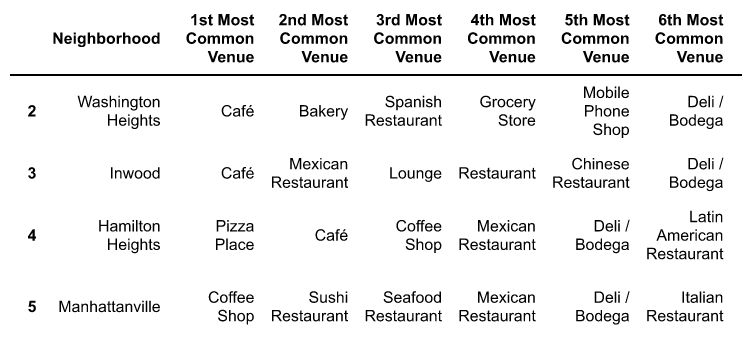 Neighborhood 1st Most Common Venue 2nd Most Common Venue 3rd Most Common Venue 4th Most Common Venue 5th Most Common Venue 6th Most Common Venue
2 Washington Heights Café Bakery Spanish Restaurant Grocery Store Mobile Phone Shop Deli / Bodega
3 Inwood Café Mexican Restaurant Lounge Restaurant Chinese Restaurant Deli / Bodega
4 Hamilton Heights Pizza Place Café Coffee Shop Mexican Restaurant Deli / Bodega Latin American Restaurant
5 Manhattanville Coffee Shop Sushi Restaurant Seafood Restaurant Mexican Restaurant Deli / Bodega Italian Restaurant